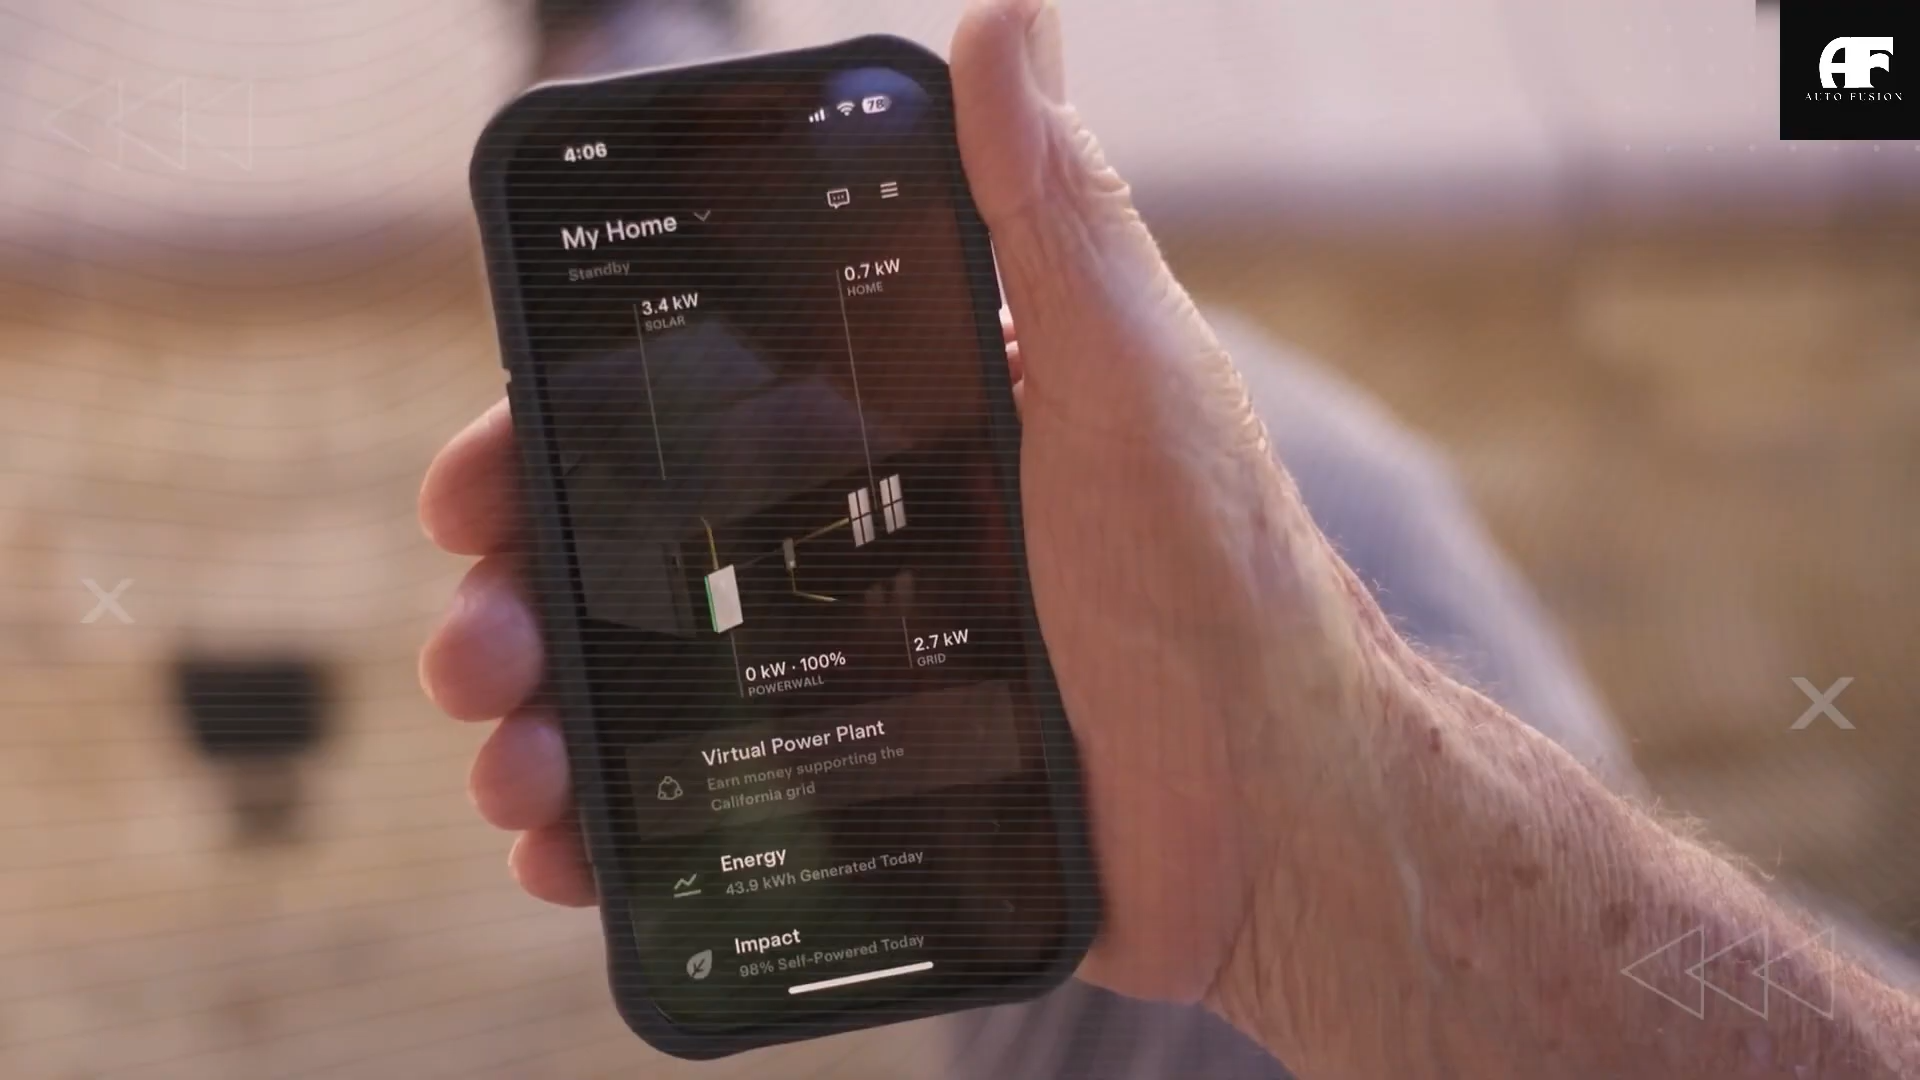 AF
AUTO FUSION
78
4:06
My Home
Standby
0.7 kW
HOME
3.4 kW
SOLAR
2.7 kW
GRID
0 kW · 100%
POWERWALL
Virtual Power Plant
Earn money supporting the
California grid
Energy
43.9 kWh Generated Today
Impact
98% Self-Powered Today